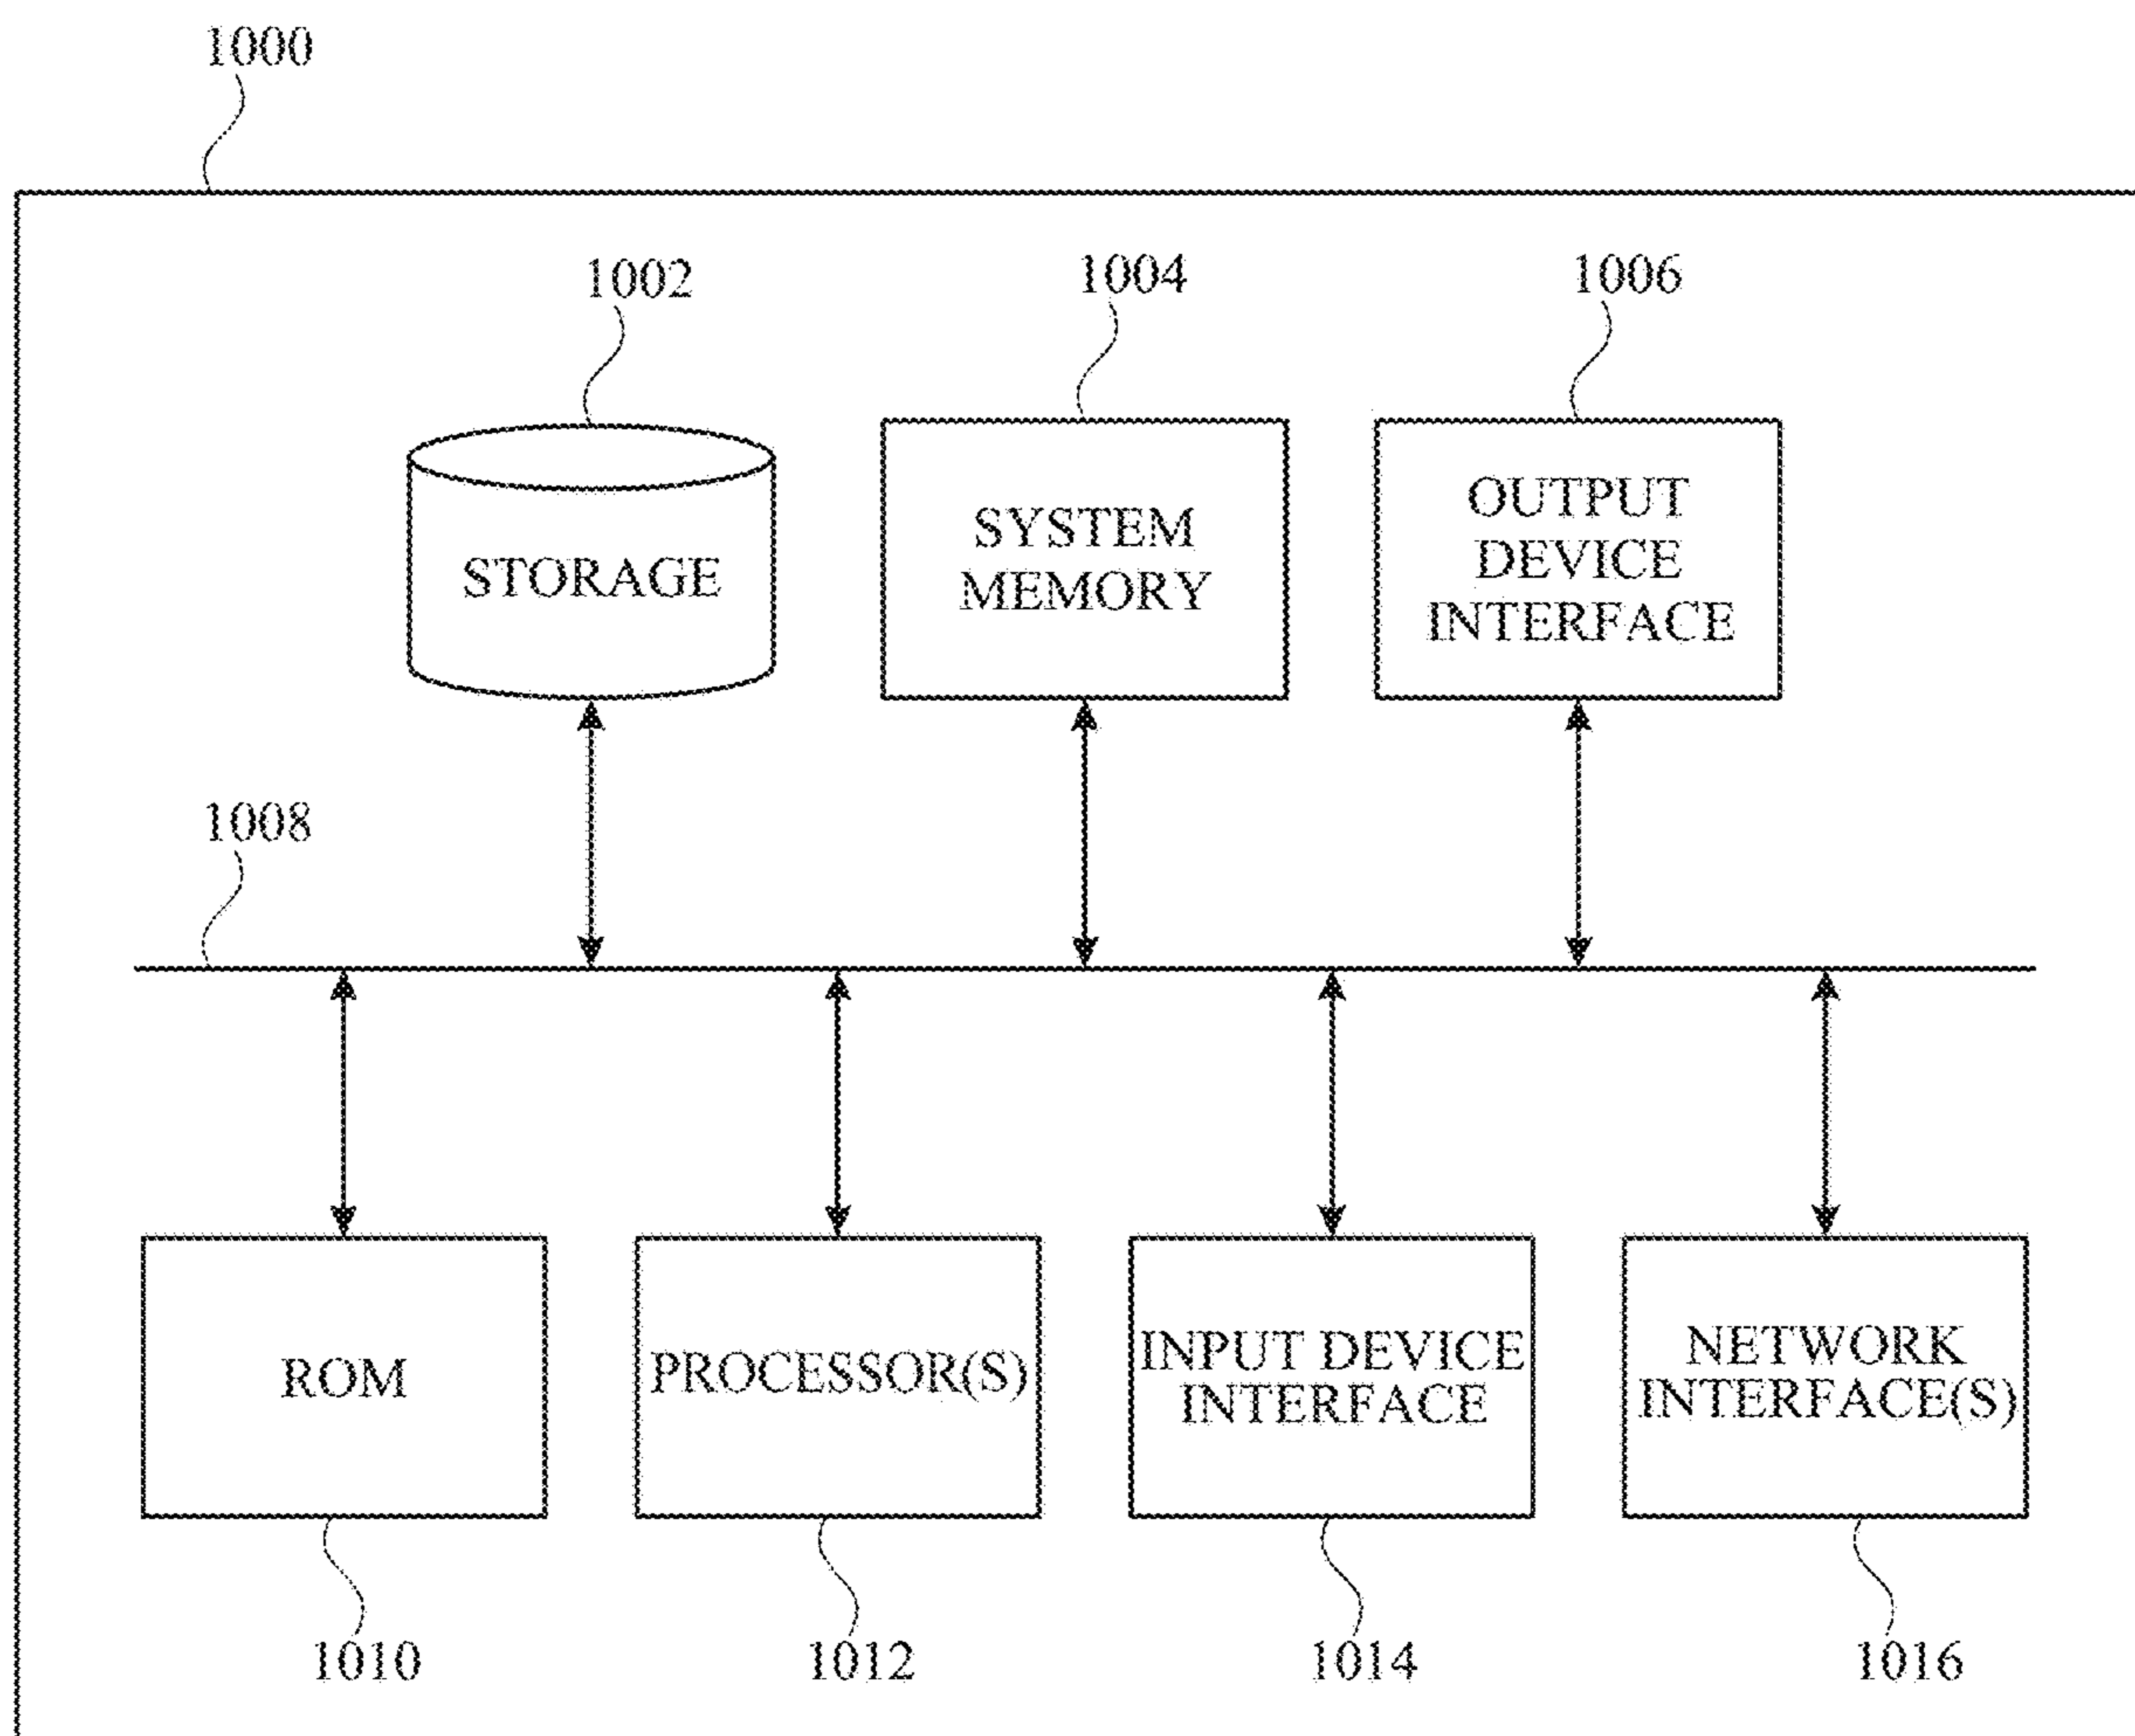 1000
1002
1004
1006
STORAGE
SYSTEM
MEMORY
OUTPUT
DEVICE
INTERFACE
1008
ROM
PROCESSOR(S)
INPUT DEVICE
INTERFACE
NETWORK
INTERFACE(S)
1010
1012
1014
1016